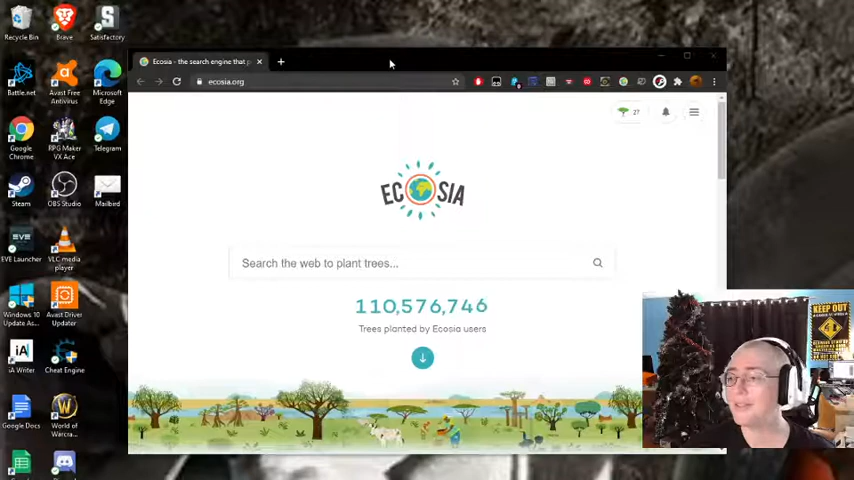 Recycle Bin
Brave
Satisfactory
Ecosia - the search engine that p
ecosia.org
Battle.net
Avast Free
Antivirus
Microsoft
Edge
27
Google
Chrome
RPG Maker
VX Ace
Telegram
ECOSIA
Steam
OBS Studio
Mailbird
EVE
EVE Launcher
VLC media
player
Search the web to plant trees...
110,576,746
Trees planted by Ecosia users
Windows 10
Update As...
Avast Driver
Updater
KEEP OUT
iA
iA Writer
Cheat Engine
Google Docs
World of
Warcra...